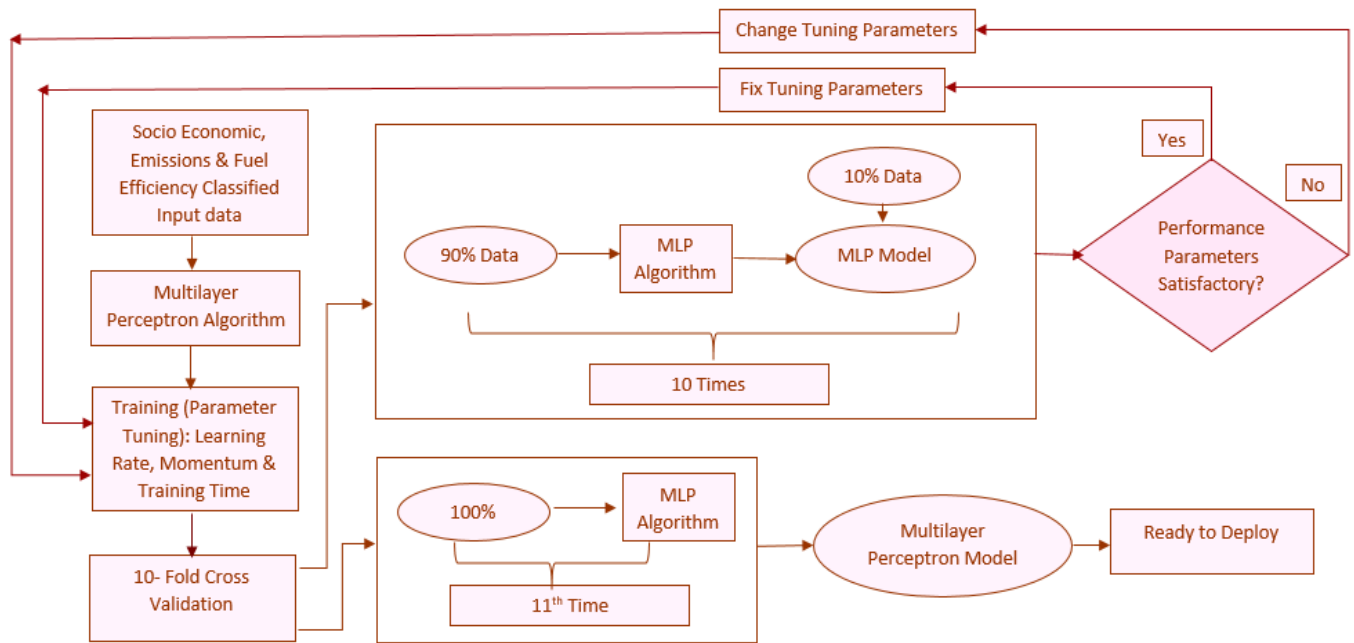 Change Tuning Parameters
Fix Tuning Parameters
Socio Economic,
Emissions & Fuel
Efficiency Classified
Input data
Yes
No
10% Data
90% Data
MLP
Algorithm
MLP Model
Performance
Parameters
Satisfactory?
Multilayer
Perceptron Algorithm
10 Times
Training (Parameter
Tuning): Learning
Rate, Momentum &
Training Time
100%
MLP
Algorithm
Multilayer
Perceptron Model
Ready to Deploy
10- Fold Cross
Validation
11th Time